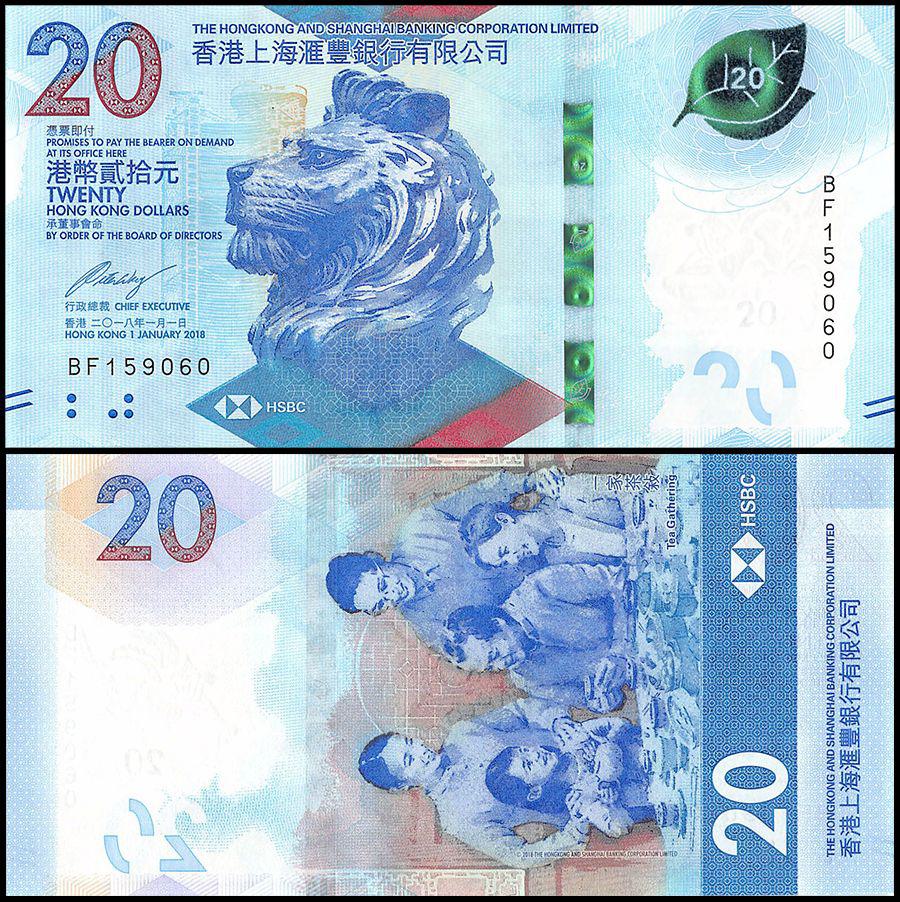 20
THE HONGKONG AND SHANGHAI BANKING CORPORATION LIMITED
香港上海滙豐銀行有限公司
憑票即付
PROMISES TO PAY THE BEARER ON DEMAND
AT ITS OFFICE HERE
港幣貳拾元
TWENTY
HONG KONG DOLLARS
承董事會命
BY ORDER OF THE BOARD OF DIRECTORS
行政總裁 CHIEF EXECUTIVE
香港 二〇一八年一月一日
HONG KONG 1 JANUARY 2018
BF159060
HSBC
20
BF159060
20
20
20
一家茶敘
Tea Gathering
© 2018 THE HONGKONG AND SHANGHAI BANKING CORPORATION LIMITED
HSBC
20
THE HONGKONG AND SHANGHAI BANKING CORPORATION LIMITED
香港上海滙豐銀行有限公司